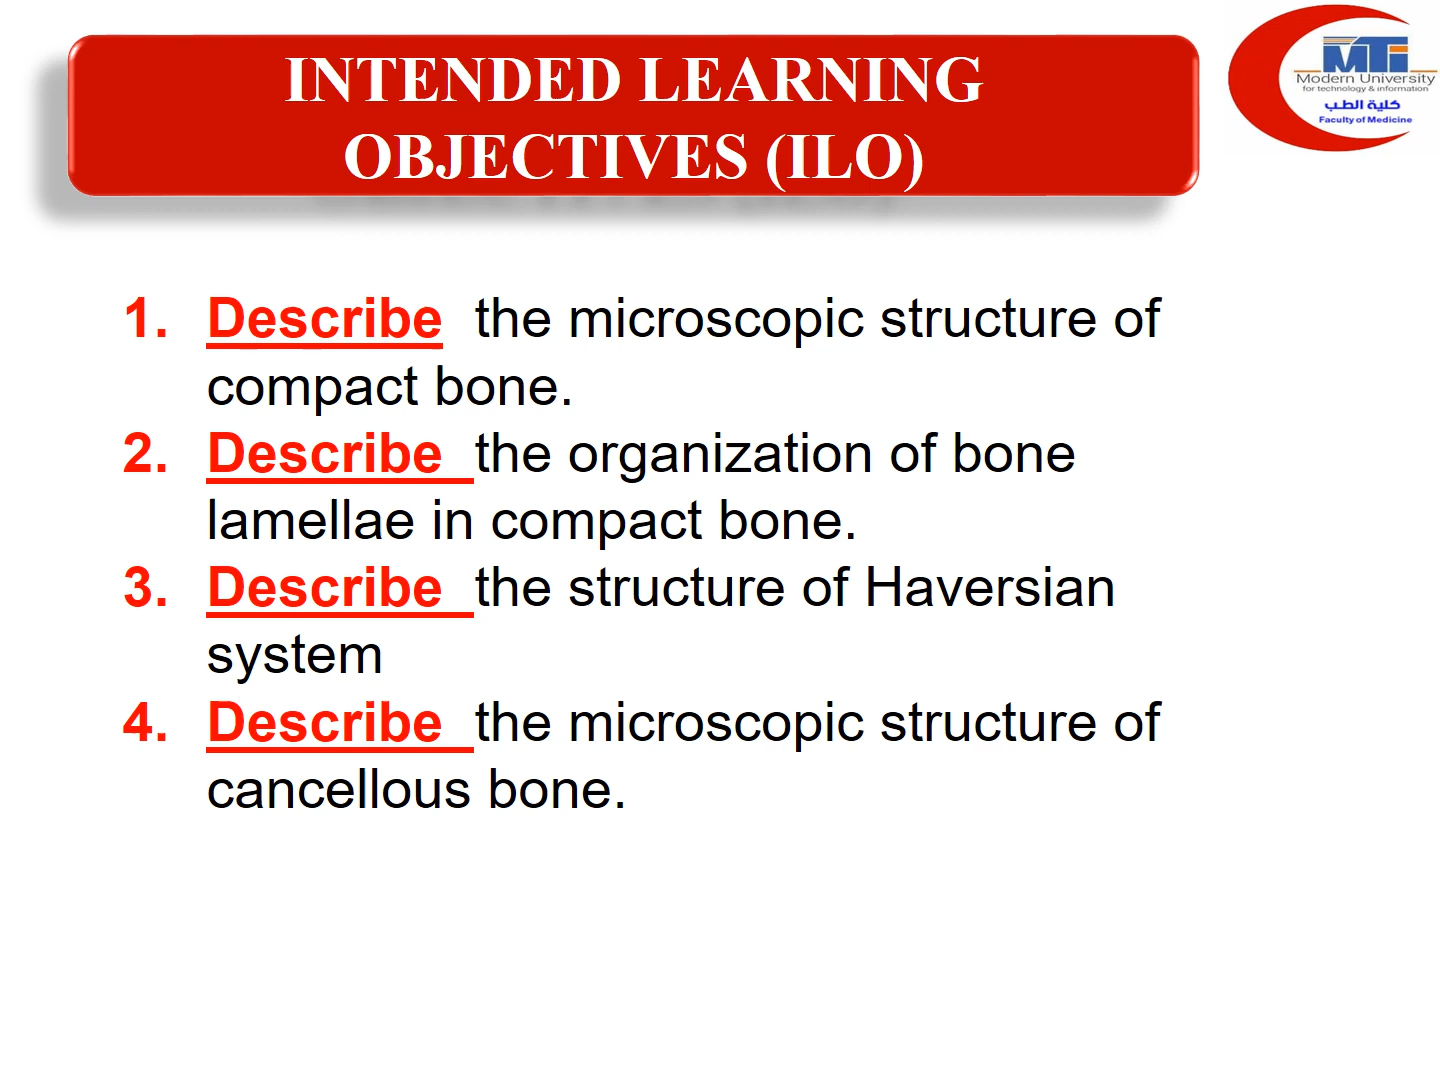 INTENDED LEARNING
OBJECTIVES (ILO)
MTi
Modern University
for technology & information
كلية الطب
Faculty of Medicine
1. Describe the microscopic structure of
compact bone.
2. Describe the organization of bone
lamellae in compact bone.
3. Describe the structure of Haversian
system
4. Describe the microscopic structure of
cancellous bone.